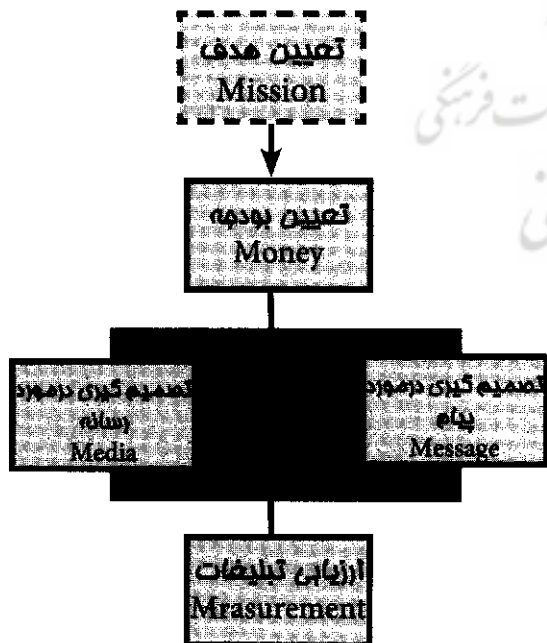 تعیین هدف
Mission
ت فرهنگی
تعیین بودجه
Money
تصمیم گیری درمورد
رسانه
Media
تصمیم گیری درمورد
پیام
Message
ارزیابی تبلیغات
Mrasurement